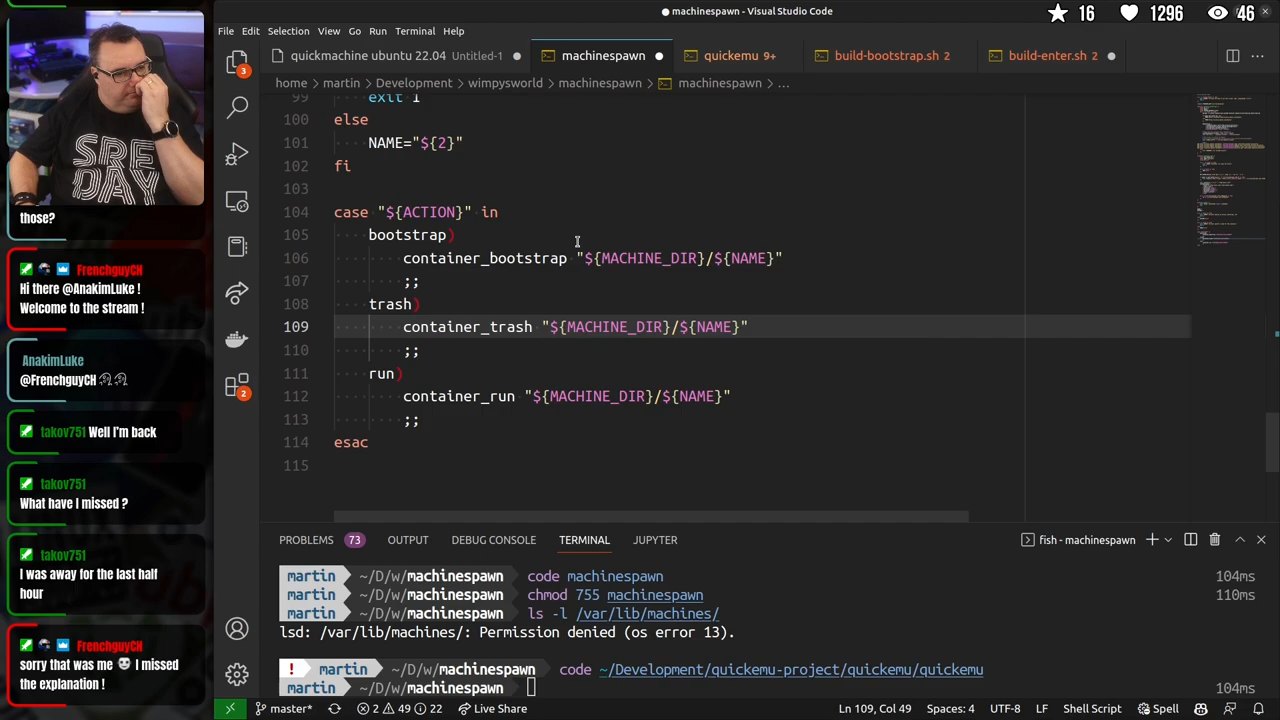 machinespawn - Visual Studio Code
16 1296 46
File Edit Selection View Go Run Terminal Help
quickmachine ubuntu 22.04 Untitled-1
machinespawn
quickemu 9+
build-bootstrap.sh 2
build-enter.sh 2
home > martin > Development > wimpysworld > machinespawn > machinespawn > ...
99 exit 1
100 else
101 NAME="${2}"
102 fi
103
104 case "${ACTION}" in
105 bootstrap)
106 container_bootstrap "${MACHINE_DIR}/${NAME}"
107 ;;
108 trash)
109 container_trash "${MACHINE_DIR}/${NAME}"
110 ;;
111 run)
112 container_run "${MACHINE_DIR}/${NAME}"
113 ;;
114 esac
115
3
2
SRE
DAY
those?
FrenchguyCH
Hi there @AnakimLuke !
Welcome to the stream !
AnakimLuke
@FrenchguyCH
takov751 Well I'm back
takov751
What have I missed ?
takov751
I was away for the last half
hour
FrenchguyCH
sorry that was me I missed
the explanation !
PROBLEMS 73 OUTPUT DEBUG CONSOLE TERMINAL JUPYTER
fish - machinespawn
martin ~/D/w/machinespawn code machinespawn 104ms
martin ~/D/w/machinespawn chmod 755 machinespawn 110ms
martin ~/D/w/machinespawn ls -l /var/lib/machines/
lsd: /var/lib/machines/: Permission denied (os error 13).
! martin ~/D/w/machinespawn code ~/Development/quickemu-project/quickemu/quickemu
martin ~/D/w/machinespawn 104ms
master* 2 49 22 Live Share
Ln 109, Col 49 Spaces: 4 UTF-8 LF Shell Script Spell